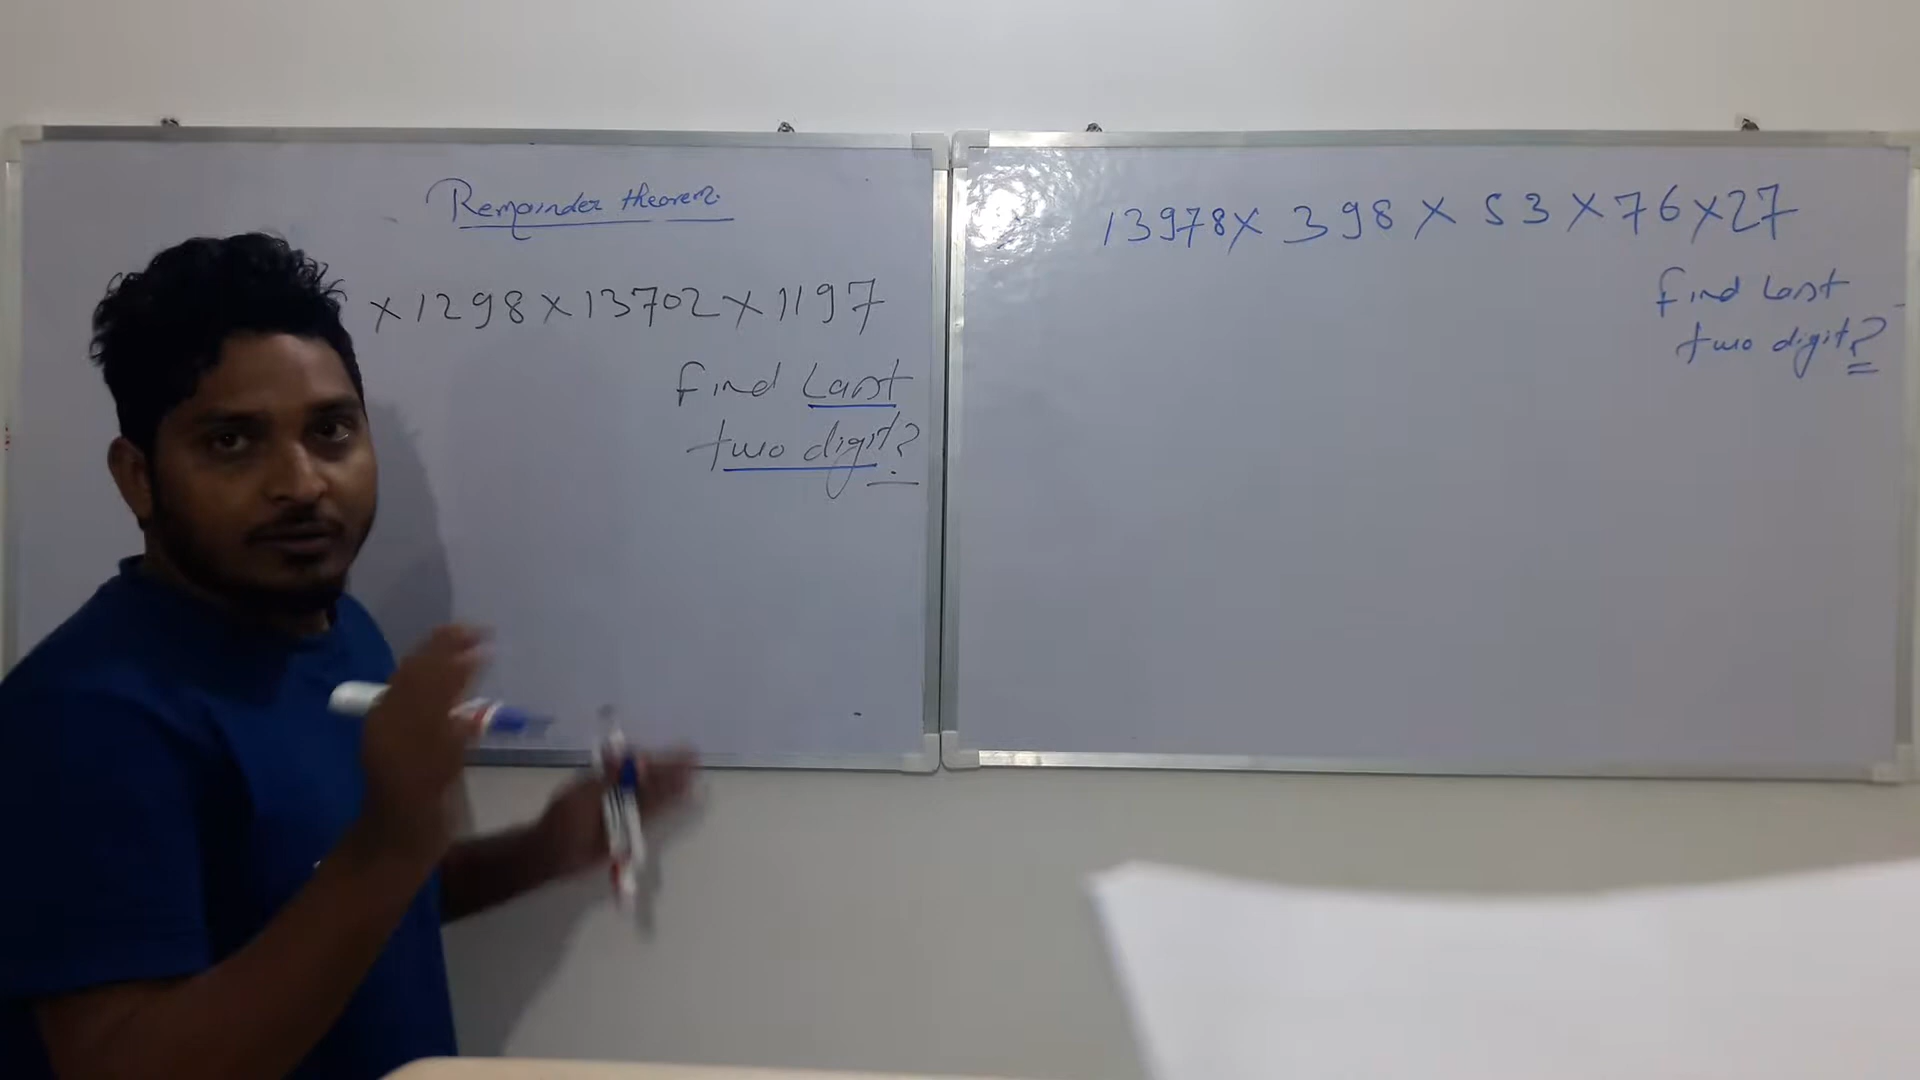 Remainder theorem.
×1298×13702×1197
Find Last
two digit?
13978× 398 × 53×76×27
Find Last
two digit?